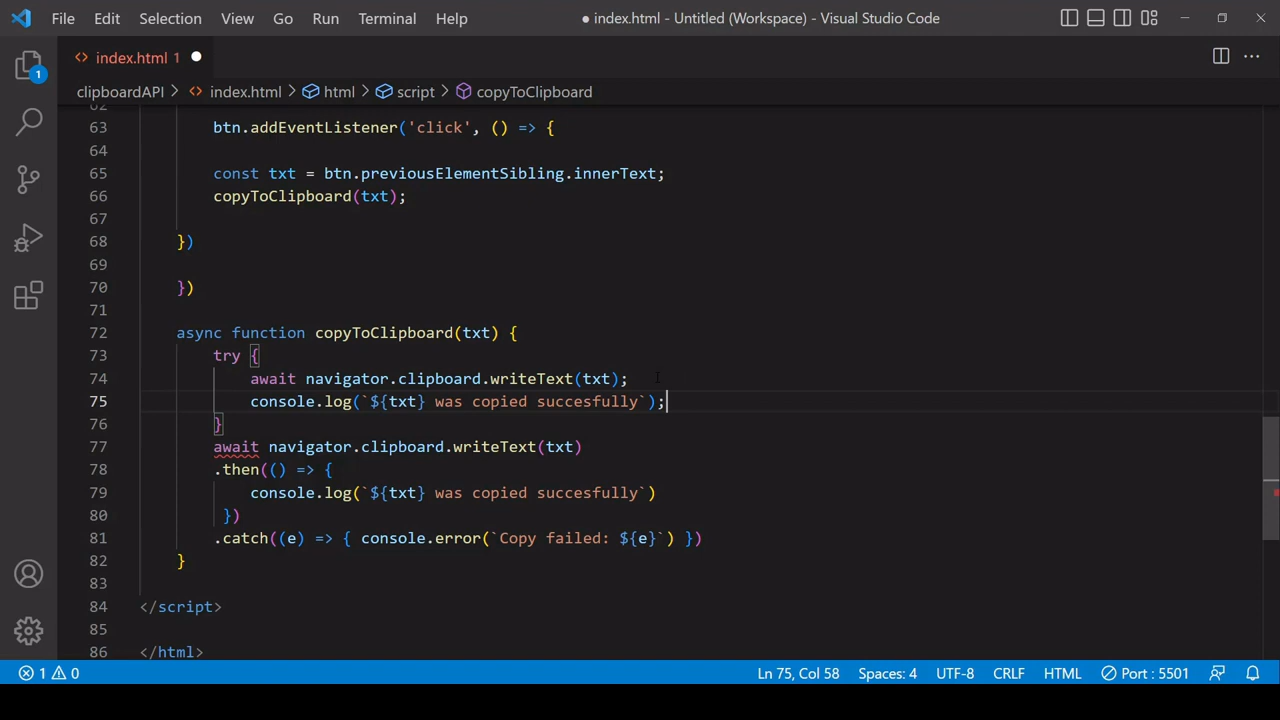 File Edit Selection View Go Run Terminal Help ● index.html - Untitled (Workspace) - Visual Studio Code
index.html 1
clipboardAPI > index.html > html > script > copyToClipboard
62
63 btn.addEventListener('click', () => {
64
65 const txt = btn.previousElementSibling.innerText;
66 copyToClipboard(txt);
67
68 })
69
70 })
71
72 async function copyToClipboard(txt) {
73 try {
74 await navigator.clipboard.writeText(txt);
75 console.log(`${txt} was copied succesfully`);
76 }
77 await navigator.clipboard.writeText(txt)
78 .then(() => {
79 console.log(`${txt} was copied succesfully`)
80 })
81 .catch((e) => { console.error(`Copy failed: ${e}`) })
82 }
83
84 </script>
85
86 </html>
1
1 0 Ln 75, Col 58 Spaces: 4 UTF-8 CRLF HTML Port : 5501